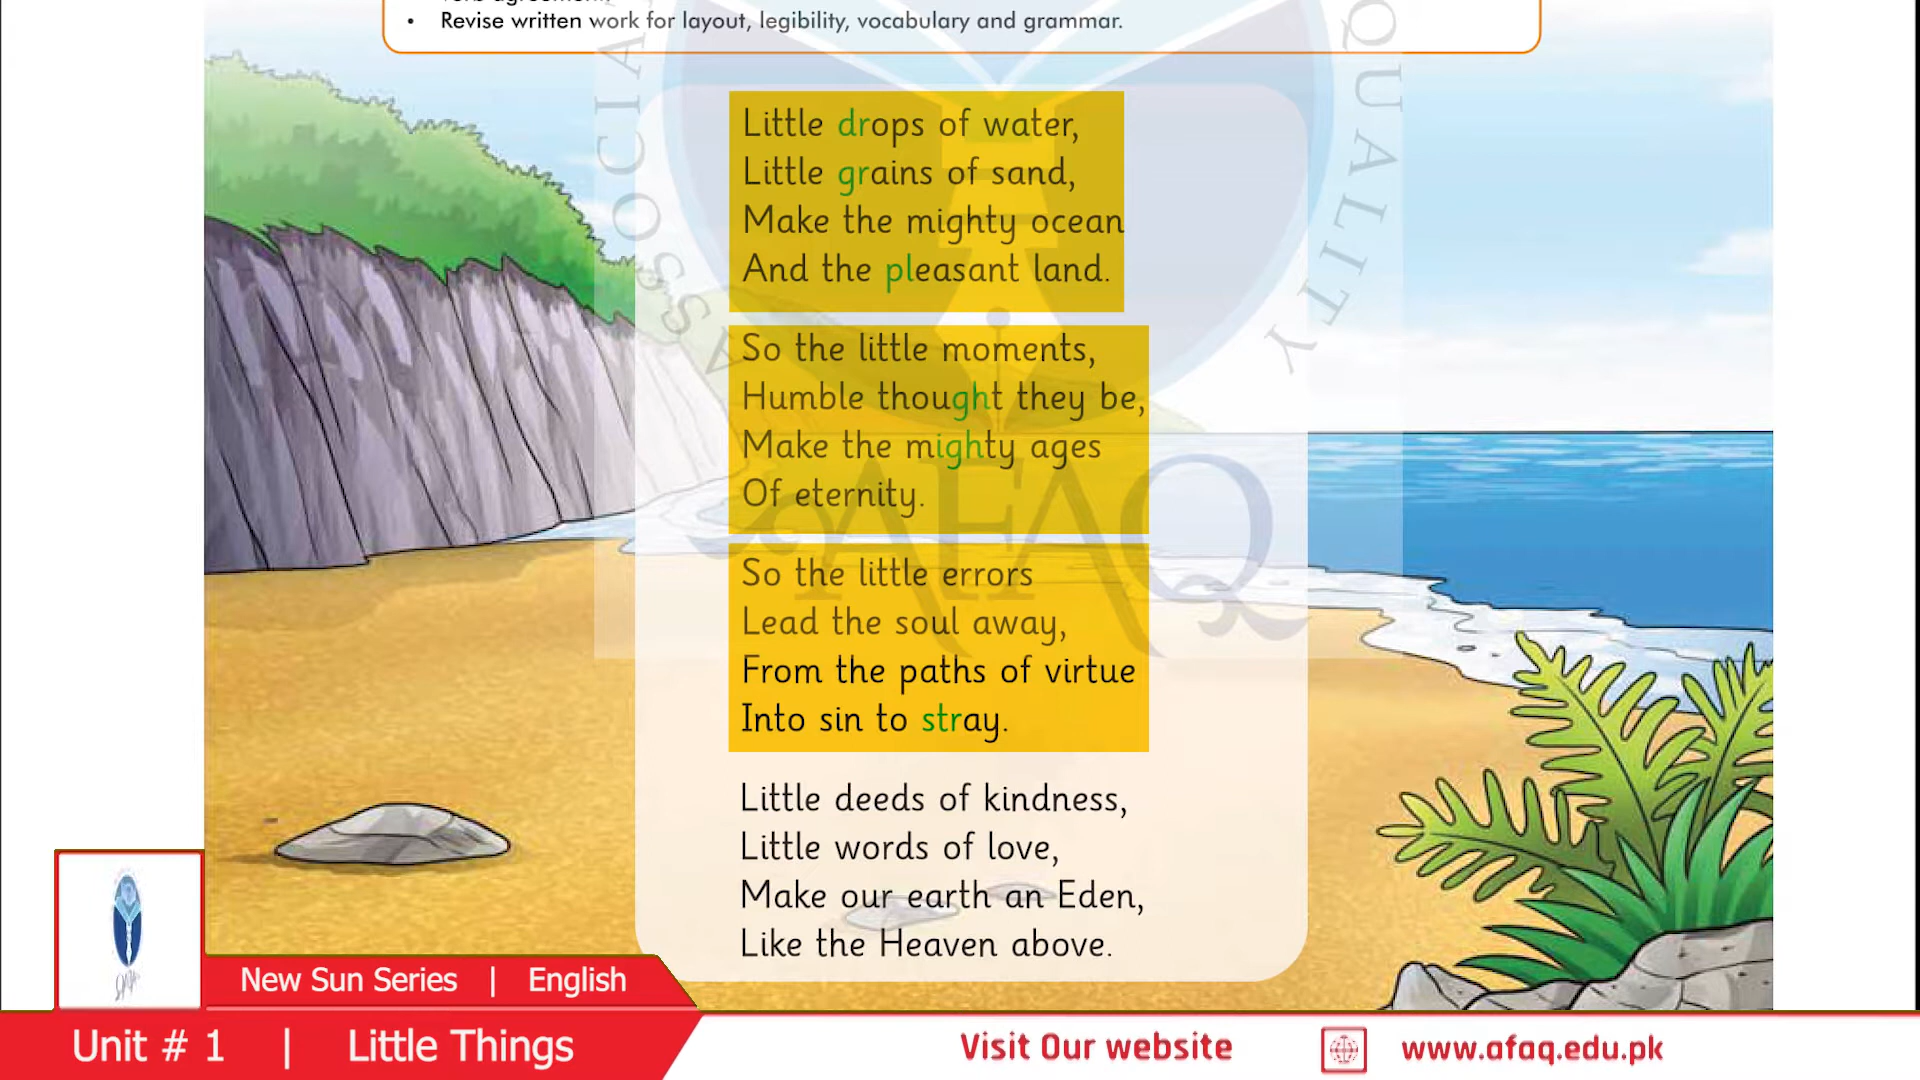 • Revise written work for layout, legibility, vocabulary and grammar.
Little drops of water,
Little grains of sand,
Make the mighty ocean
And the pleasant land.
So the little moments,
Humble thought they be,
Make the mighty ages
Of eternity.
So the little errors
Lead the soul away,
From the paths of virtue
Into sin to stray.
Little deeds of kindness,
Little words of love,
Make our earth an Eden,
Like the Heaven above.
ASSOCIA
QUALITY
AFAQ
New Sun Series | English
Unit # 1 | Little Things
Visit Our website
www.afaq.edu.pk